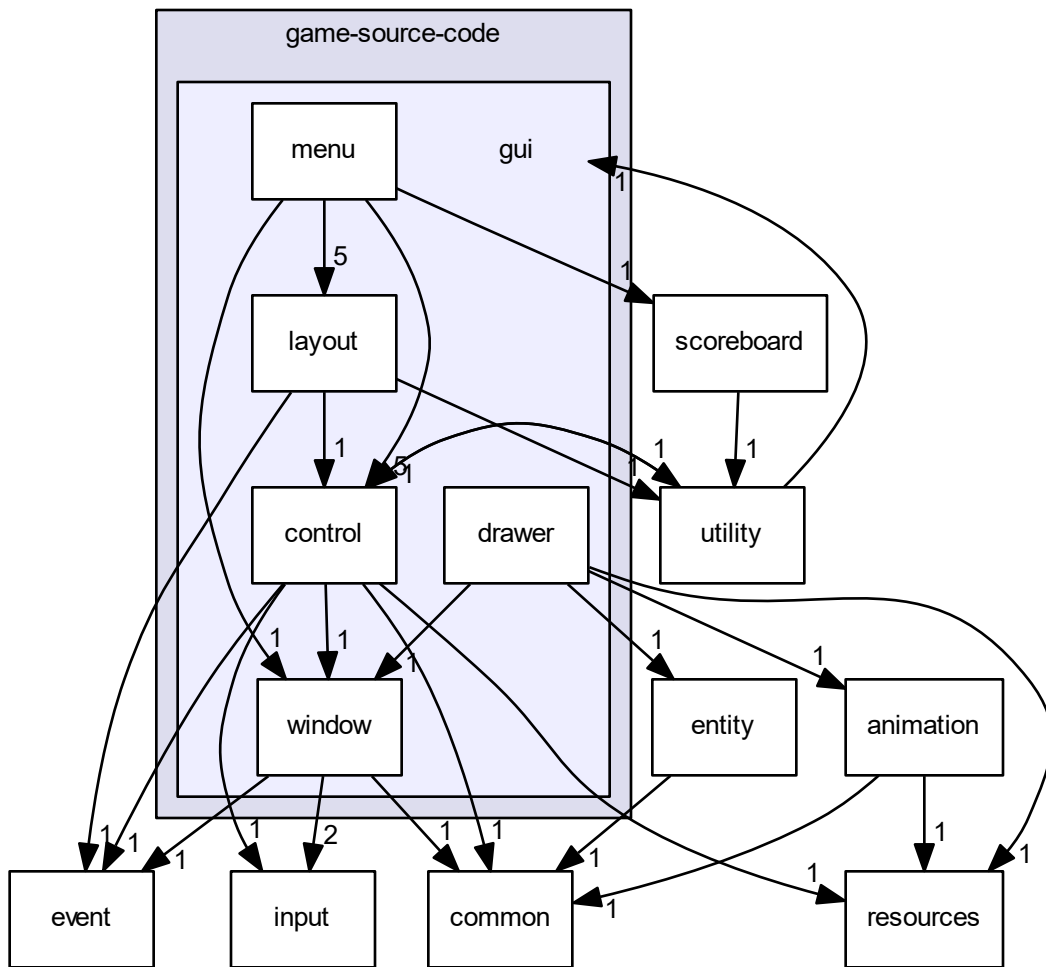 game-source-code
menu
gui
1
5
1
layout
scoreboard
1
1
1
5
1
1
control
drawer
utility
1
1
1
1
1
window
entity
animation
1
1
1
2
1
1
1
1
1
1
1
event
input
common
resources